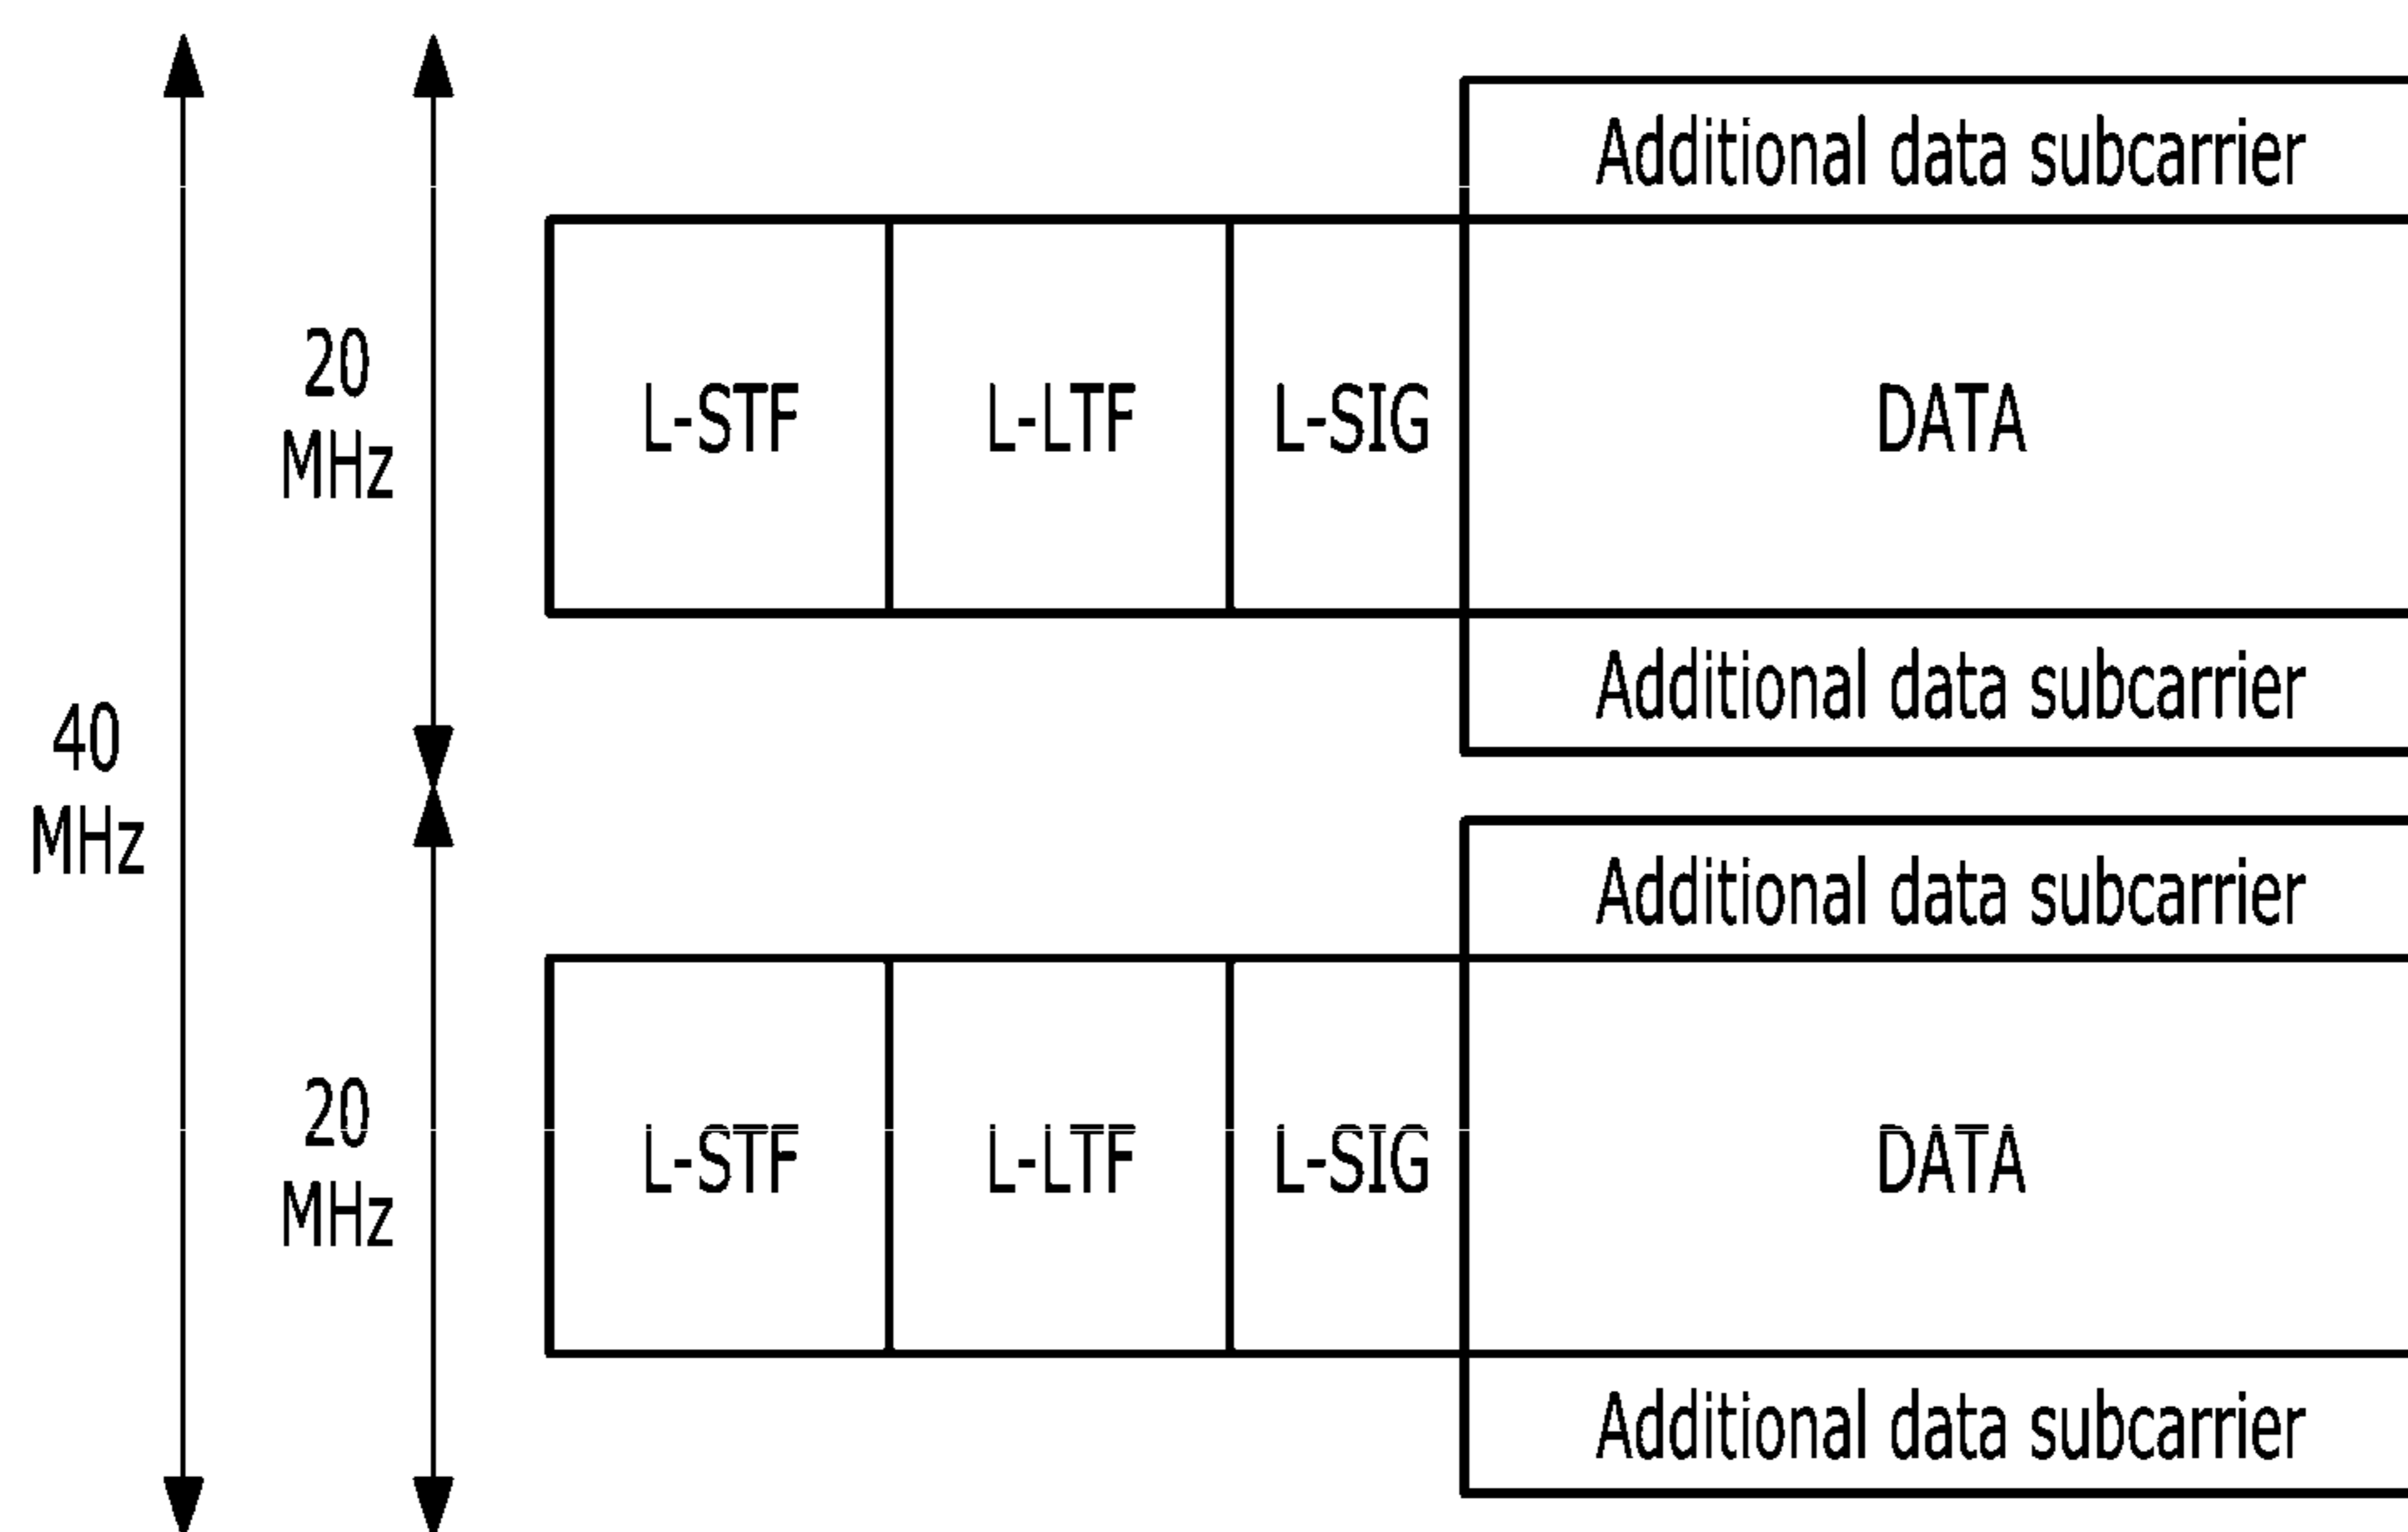 Additional data subcarrier
20
MHz
L-STF L-LTF L-SIG DATA
Additional data subcarrier
40
MHz
Additional data subcarrier
20
MHz
L-STF L-LTF L-SIG DATA
Additional data subcarrier